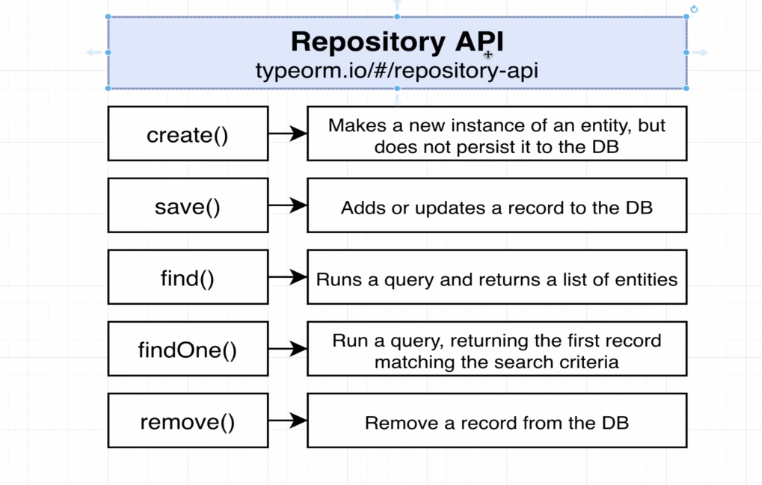 Repository API
typeorm.io/#/repository-api
create()
Makes a new instance of an entity, but
does not persist it to the DB
save()
Adds or updates a record to the DB
find()
Runs a query and returns a list of entities
findOne()
Run a query, returning the first record
matching the search criteria
remove()
Remove a record from the DB